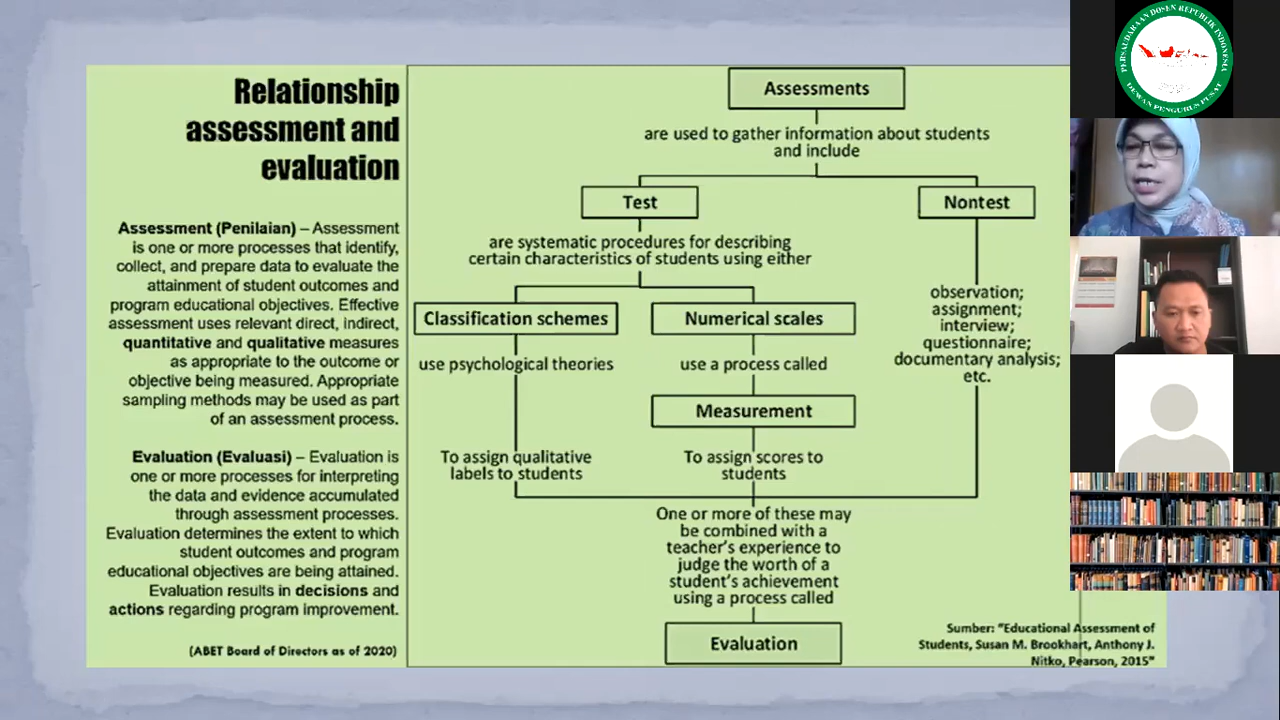 Relationship
assessment and
evaluation
Assessment (Penilaian) – Assessment
is one or more processes that identify,
collect, and prepare data to evaluate the
attainment of student outcomes and
program educational objectives. Effective
assessment uses relevant direct, indirect,
quantitative and qualitative measures
as appropriate to the outcome or
objective being measured. Appropriate
sampling methods may be used as part
of an assessment process.
Evaluation (Evaluasi) – Evaluation is
one or more processes for interpreting
the data and evidence accumulated
through assessment processes.
Evaluation determines the extent to which
student outcomes and program
educational objectives are being attained.
Evaluation results in decisions and
actions regarding program improvement.
(ABET Board of Directors as of 2020)
Assessments
are used to gather information about students
and include
Test
Nontest
are systematic procedures for describing
certain characteristics of students using either
Classification schemes
Numerical scales
observation;
assignment;
interview;
questionnaire;
documentary analysis;
etc.
use psychological theories
use a process called
Measurement
To assign qualitative
labels to students
To assign scores to
students
One or more of these may
be combined with a
teacher's experience to
judge the worth of a
student's achievement
using a process called
Evaluation
Sumber: "Educational Assessment of
Students, Susan M. Brookhart, Anthony J.
Nitko, Pearson, 2015"
PERSAUDARAAN DOSEN REPUBLIK INDONESIA
DEWAN PENGURUS PUSAT